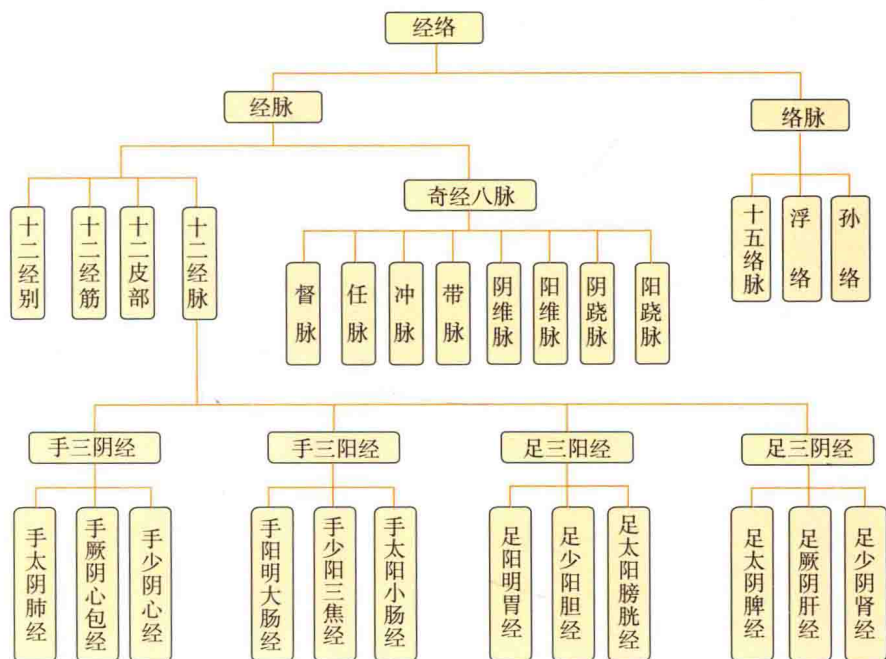 经络
经脉
络脉
奇经八脉
十二经别
十二经筋
十二皮部
十二经脉
十五络脉
浮络
孙络
督脉
任脉
冲脉
带脉
阴维脉
阳维脉
阴跷脉
阳跷脉
手三阴经
手三阳经
足三阳经
足三阴经
手太阴肺经
手厥阴心包经
手少阴心经
手阳明大肠经
手少阳三焦经
手太阳小肠经
足阳明胃经
足少阳胆经
足太阳膀胱经
足太阴脾经
足厥阴肝经
足少阴肾经